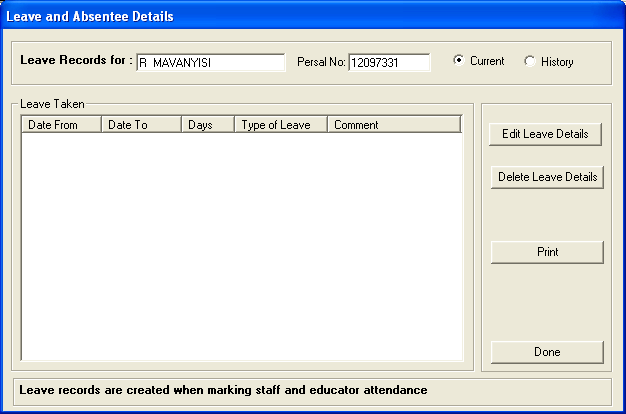 Leave and Absentee Details
Leave Records for : R MAVANYISI Persal No: 12097331 Current History
Leave Taken
Date From Date To Days Type of Leave Comment
Edit Leave Details
Delete Leave Details
Print
Done
Leave records are created when marking staff and educator attendance